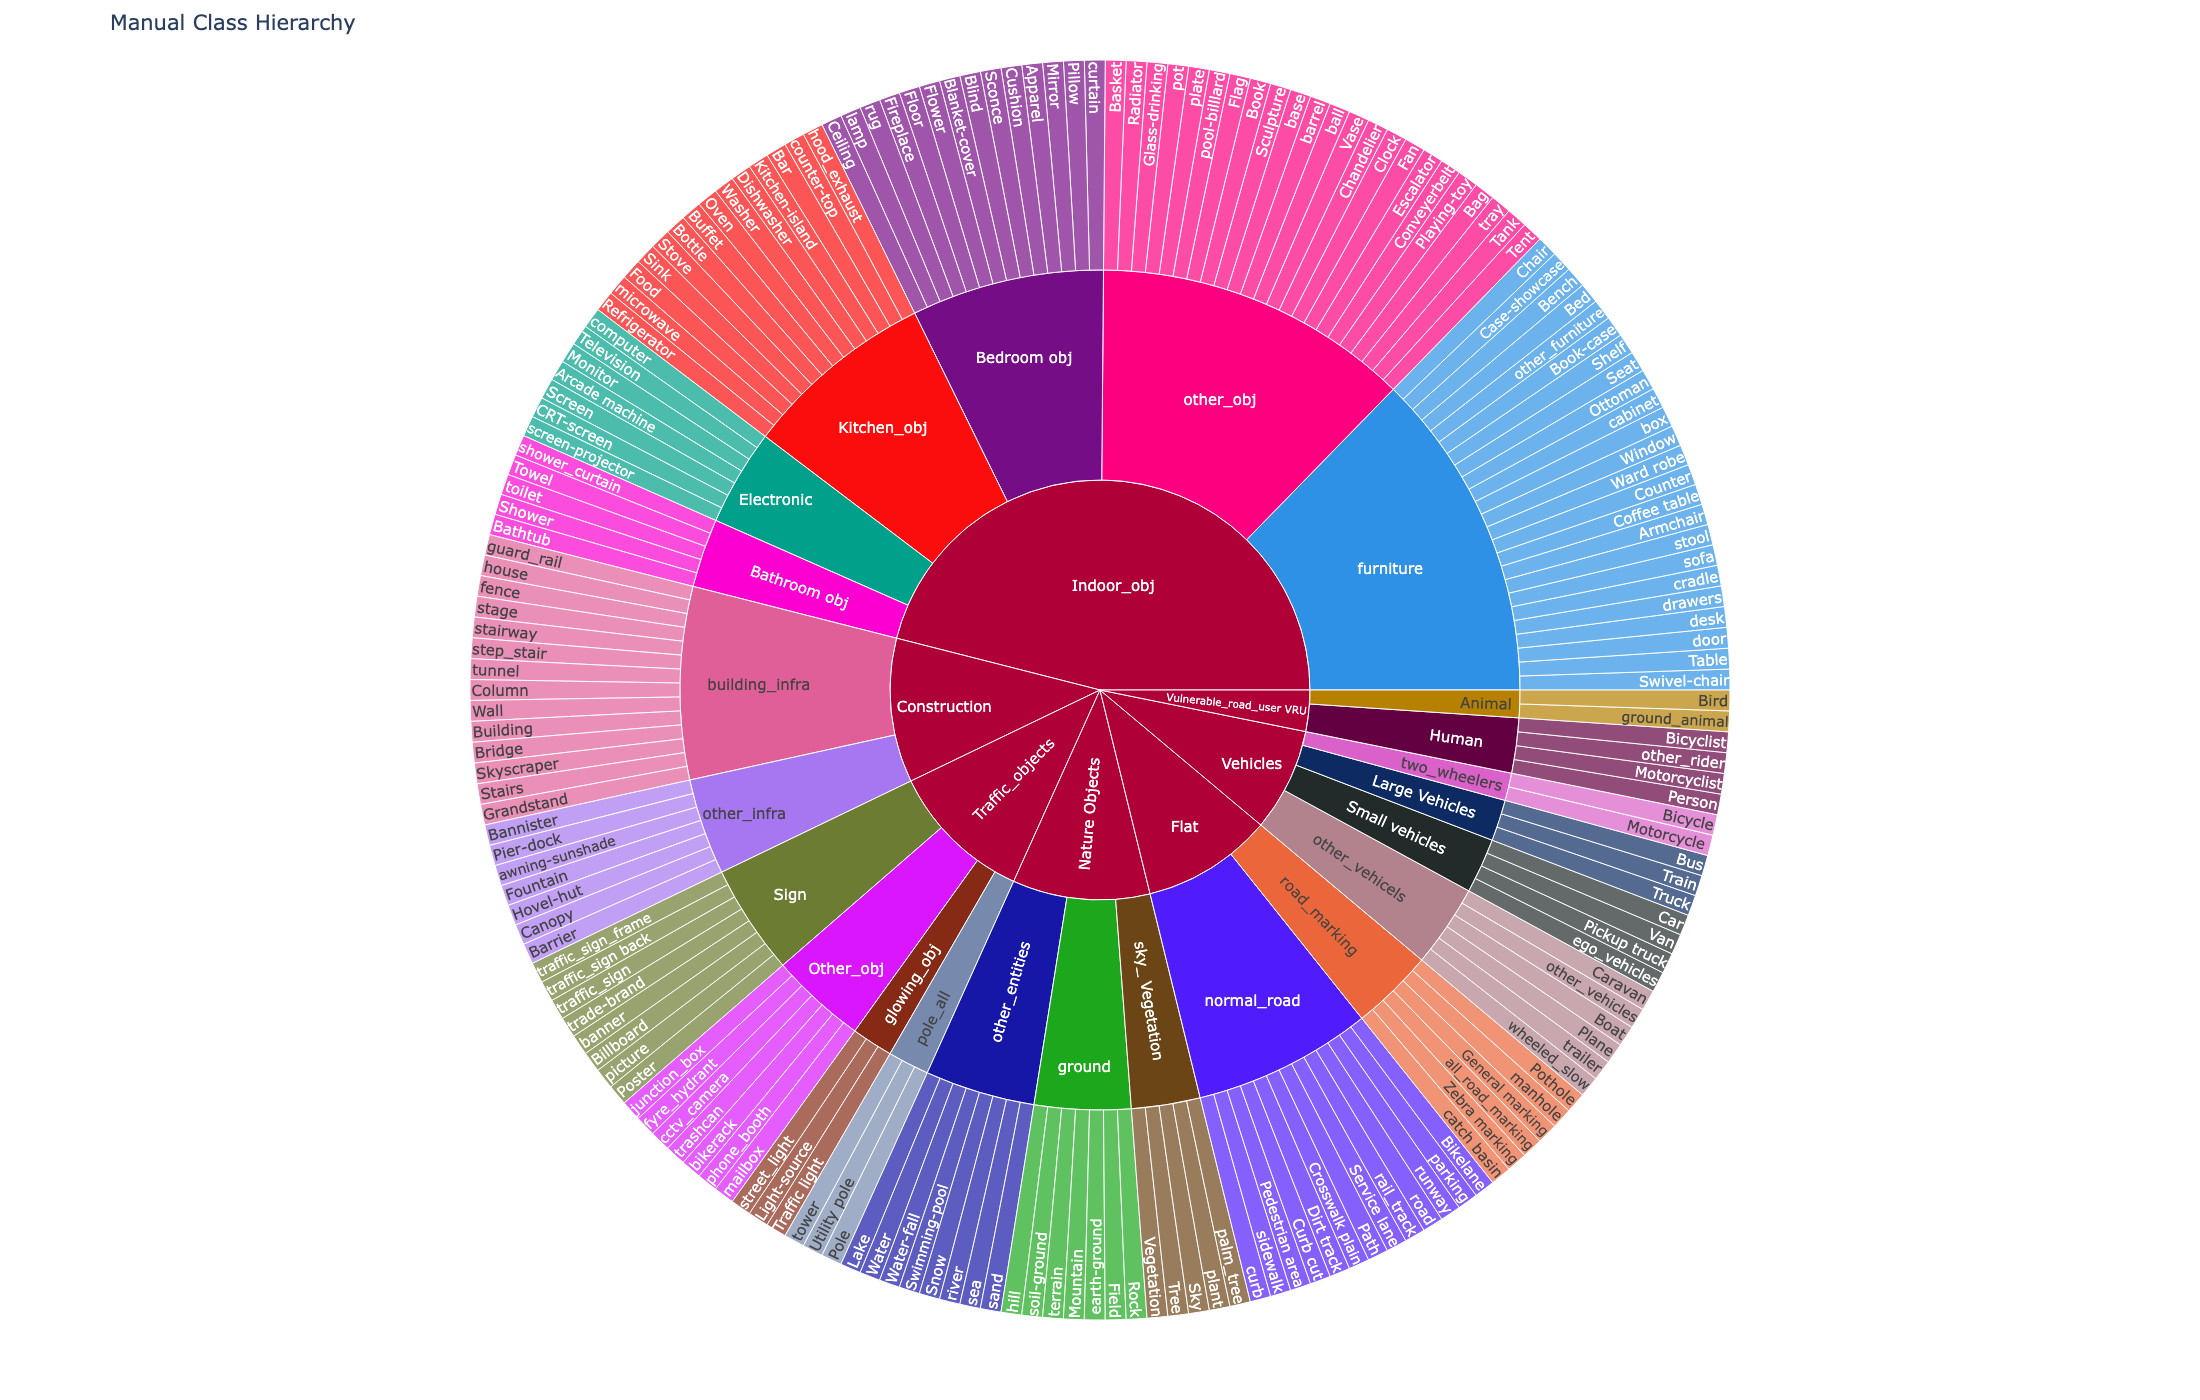 Manual Class Hierarchy
Indoor_obj
Construction
Traffic_objects
Nature Objects
Flat
Vehicles
Vulnerable_road_user VRU
furniture
other_obj
Bedroom obj
Kitchen_obj
Electronic
Bathroom obj
building_infra
other_infra
Sign
Other_obj
glowing_obj
pole_all
other_entities
ground
sky_ Vegetation
normal_road
road_marking
other_vehicels
Small vehicles
Large Vehicles
two_wheelers
Human
Animal
Basket
Radiator
Glass-drinking
pot
plate
pool-billlard
Flag
Book
Sculpture
base
barrel
ball
Vase
Chandelier
Clock
Fan
Escalator
Conveyerbelt
Playing-toy
Bag
tray
Tank
Tent
Chair
Case-showcase
Bench
Bed
other_furniture
Book-case
Shelf
Seat
Ottoman
cabinet
box
Window
Ward robe
Counter
Coffee table
Armchair
stool
sofa
cradle
drawers
desk
door
Table
Swivel-chair
Bird
ground_animal
Bicyclist
other_rider
Motorcyclist
Person
Bicycle
Motorcycle
Bus
Train
Truck
Car
Van
Pickup truck
ego_vehicles
Caravan
other_vehicles
Boat
Plane
trailer
wheeled_slow
Pothole
manhole
General marking
all_road_marking
Zebra marking
catch basin
Bikelane
parking
runway
road
rail_track
Service lane
Path
Crosswalk plain
Dirt track
Curb cut
Pedestrian area
sidewalk
curb
palm_tree
plant
Sky
Tree
Vegetation
Rock
Field
earth-ground
Mountain
terrain
soil-ground
hill
sand
sea
river
Snow
Swimming-pool
Water-fall
Water
Lake
Pole
Utility pole
tower
Traffic light
Light-source
street_light
mailbox
phone_booth
bikerack
trashcan
cctv_camera
fyre_hydrant
junction_box
Poster
picture
Billboard
banner
trade-brand
traffic_sign
traffic_sign back
traffic_sign_frame
Barrier
Canopy
Hovel-hut
Fountain
awning-sunshade
Pier-dock
Bannister
Grandstand
Stairs
Skyscraper
Bridge
Building
Wall
Column
tunnel
step_stair
stairway
stage
fence
house
guard_rail
Bathtub
Shower
toilet
Towel
shower_curtain
screen-projector
CRT-screen
Screen
Arcade machine
Monitor
Television
computer
Refrigerator
microwave
Food
Sink
Stove
Bottle
Buffet
Oven
Washer
Dishwasher
Kitchen-island
Bar
counter-top
hood_exhaust
Ceiling
lamp
rug
Fireplace
Floor
Flower
Blanket-cover
Blind
Sconce
Cushion
Apparel
Mirror
Pillow
curtain